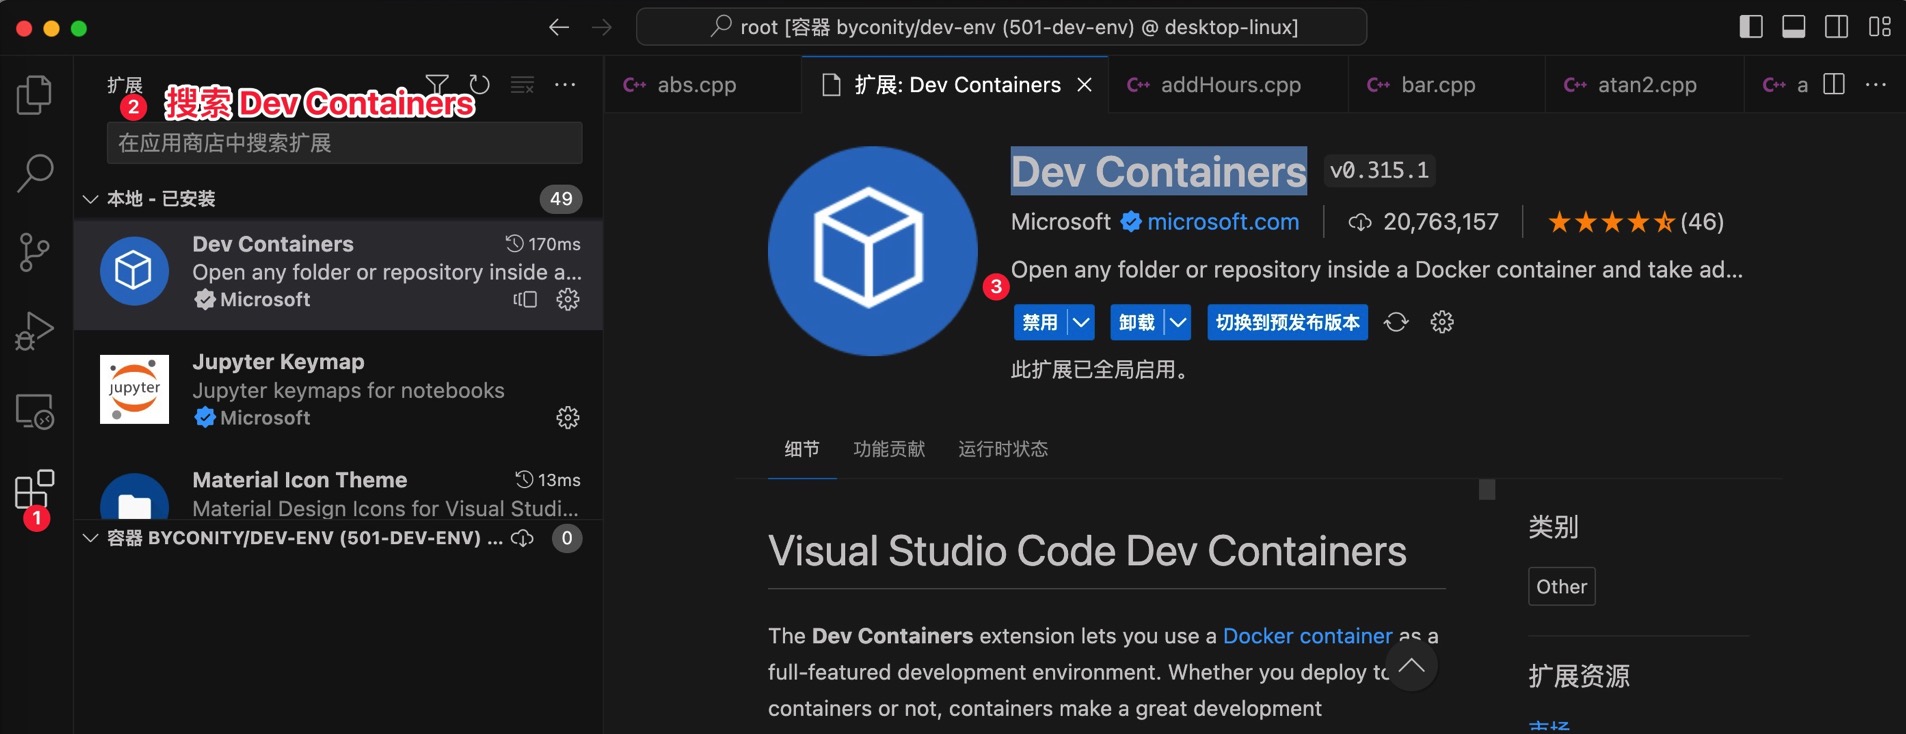 root [容器 byconity/dev-env (501-dev-env) @ desktop-linux]
扩展
2 搜索 Dev Containers
在应用商店中搜索扩展
本地 - 已安装 49
Dev Containers 170ms
Open any folder or repository inside a...
Microsoft
jupyter
Jupyter Keymap
Jupyter keymaps for notebooks
Microsoft
Material Icon Theme 13ms
Material Design Icons for Visual Studi...
1
容器 BYCONITY/DEV-ENV (501-DEV-ENV) ... 0
C++ abs.cpp 扩展: Dev Containers C++ addHours.cpp C++ bar.cpp C++ atan2.cpp C++ a
Dev Containers v0.315.1
Microsoft microsoft.com 20,763,157 (46)
Open any folder or repository inside a Docker container and take ad...
3
禁用 卸载 切换到预发布版本
此扩展已全局启用。
细节 功能贡献 运行时状态
Visual Studio Code Dev Containers
The Dev Containers extension lets you use a Docker container as a
full-featured development environment. Whether you deploy to
containers or not, containers make a great development
类别
Other
扩展资源
市场